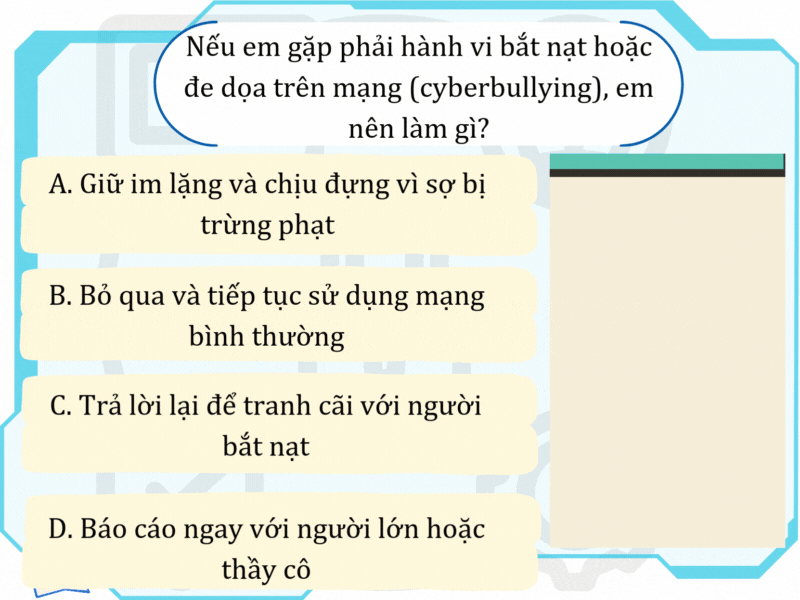 Nếu em gặp phải hành vi bắt nạt hoặc
đe dọa trên mạng (cyberbullying), em
nên làm gì?
A. Giữ im lặng và chịu đựng vì sợ bị
trừng phạt
B. Bỏ qua và tiếp tục sử dụng mạng
bình thường
C. Trả lời lại để tranh cãi với người
bắt nạt
D. Báo cáo ngay với người lớn hoặc
thầy cô